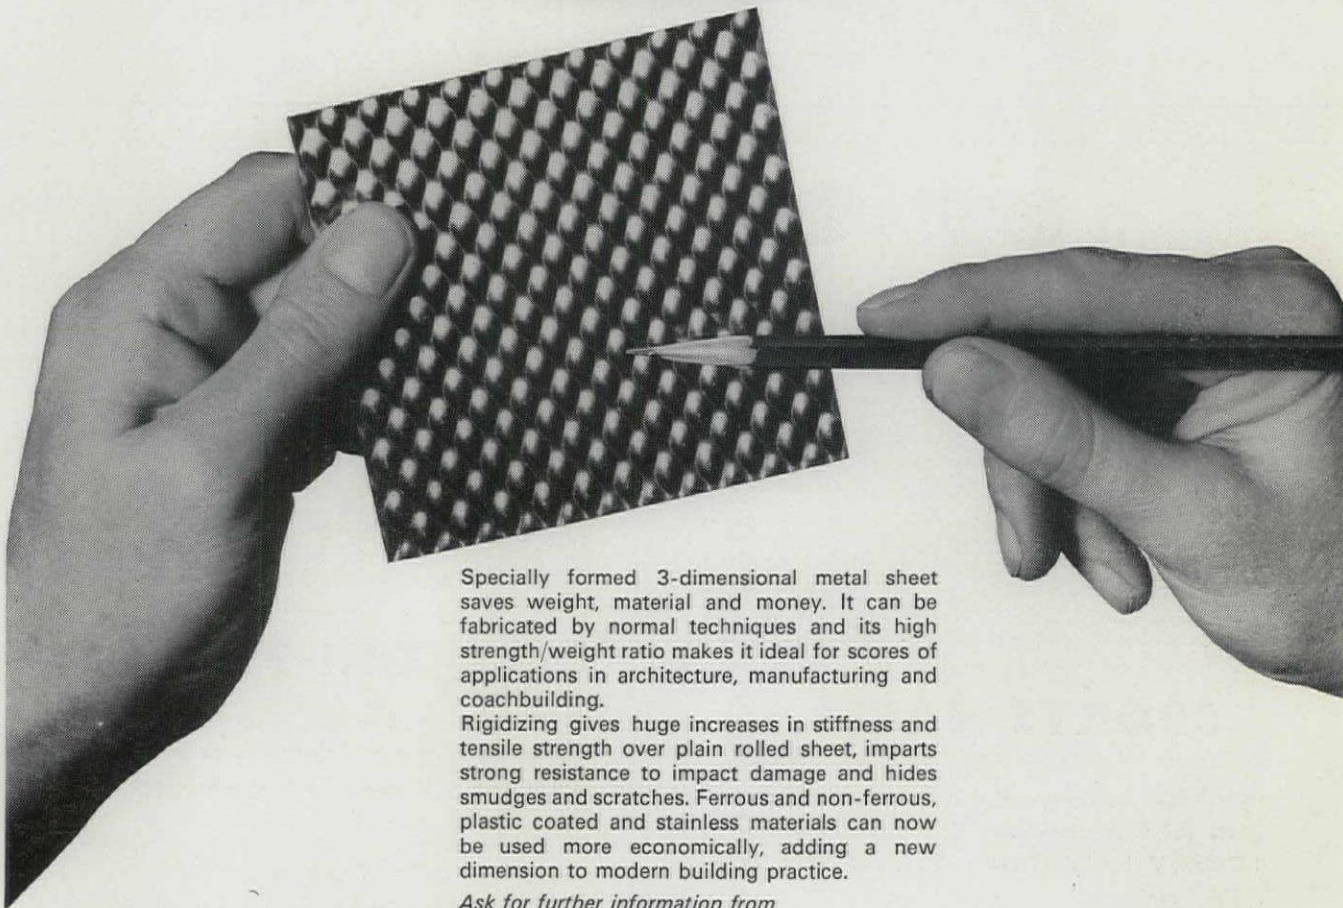 Specially formed 3-dimensional metal sheet
saves weight, material and money. It can be
fabricated by normal techniques and its high
strength/weight ratio makes it ideal for scores of
applications in architecture, manufacturing and
coachbuilding.
Rigidizing gives huge increases in stiffness and
tensile strength over plain rolled sheet, imparts
strong resistance to impact damage and hides
smudges and scratches. Ferrous and non-ferrous,
plastic coated and stainless materials can now
be used more economically, adding a new
dimension to modern building practice.
Ask for further information from